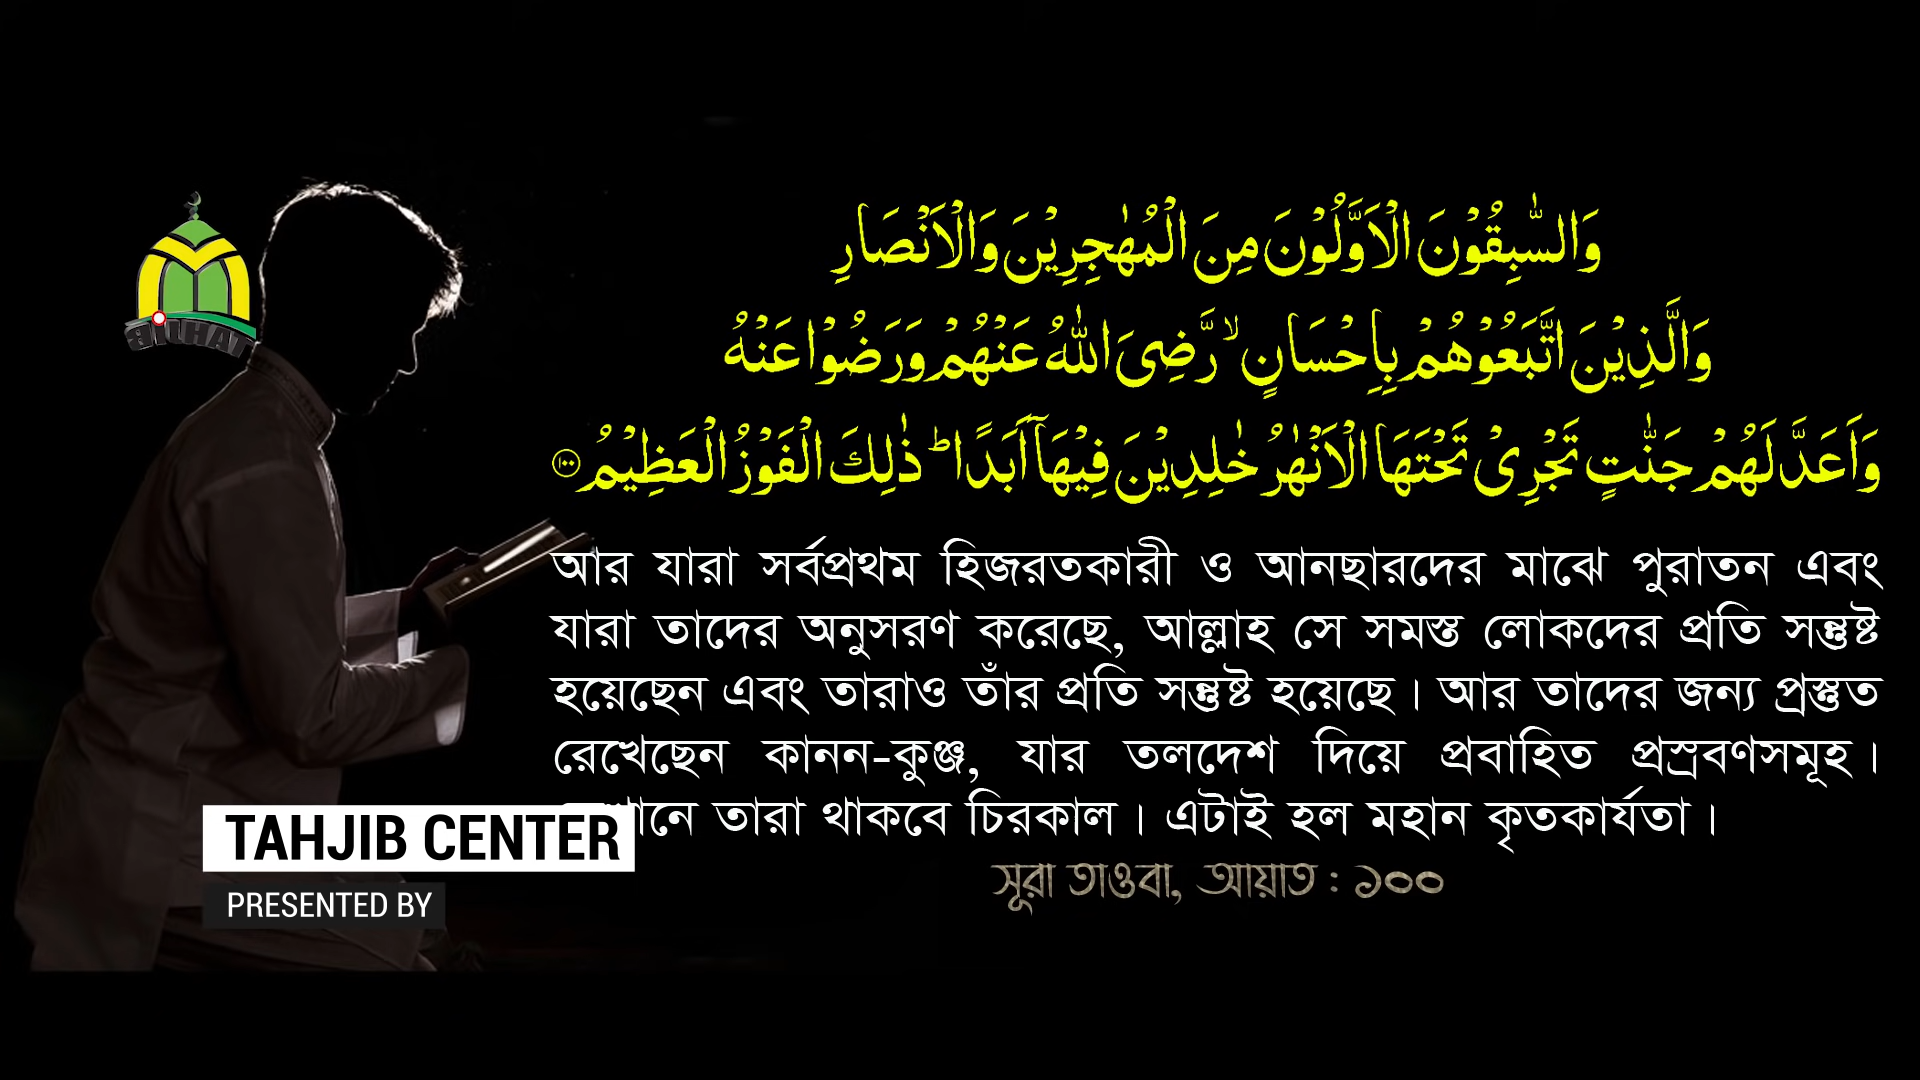 وَالسّٰبِقُوْنَ الْاَوَّلُوْنَ مِنَ الْمُهٰجِرِيْنَ وَالْاَنْصَارِ
وَالَّذِيْنَ اتَّبَعُوْهُمْ بِاِحْسَانٍ ۙ رَّضِىَ اللّٰهُ عَنْهُمْ وَرَضُوْا عَنْهُ
وَاَعَدَّ لَهُمْ جَنّٰتٍ تَجْرِىْ تَحْتَهَا الْاَنْهٰرُ خٰلِدِيْنَ فِيْهَاۤ اَبَدًا ؕ ذٰلِكَ الْفَوْزُ الْعَظِيْمُ ۝۱۰۰
আর যারা সর্বপ্রথম হিজরতকারী ও আনছারদের মাঝে পুরাতন এবং
যারা তাদের অনুসরণ করেছে, আল্লাহ সে সমস্ত লোকদের প্রতি সন্তুষ্ট
হয়েছেন এবং তারাও তাঁর প্রতি সন্তুষ্ট হয়েছে। আর তাদের জন্য প্রস্তুত
রেখেছেন কানন-কুঞ্জ, যার তলদেশ দিয়ে প্রবাহিত প্রস্রবণসমূহ।
তারা থাকবে চিরকাল। এটাই হল মহান কৃতকার্যতা।
সূরা তাওবা, আয়াত : ১০০
TAHJIB CENTER
PRESENTED BY